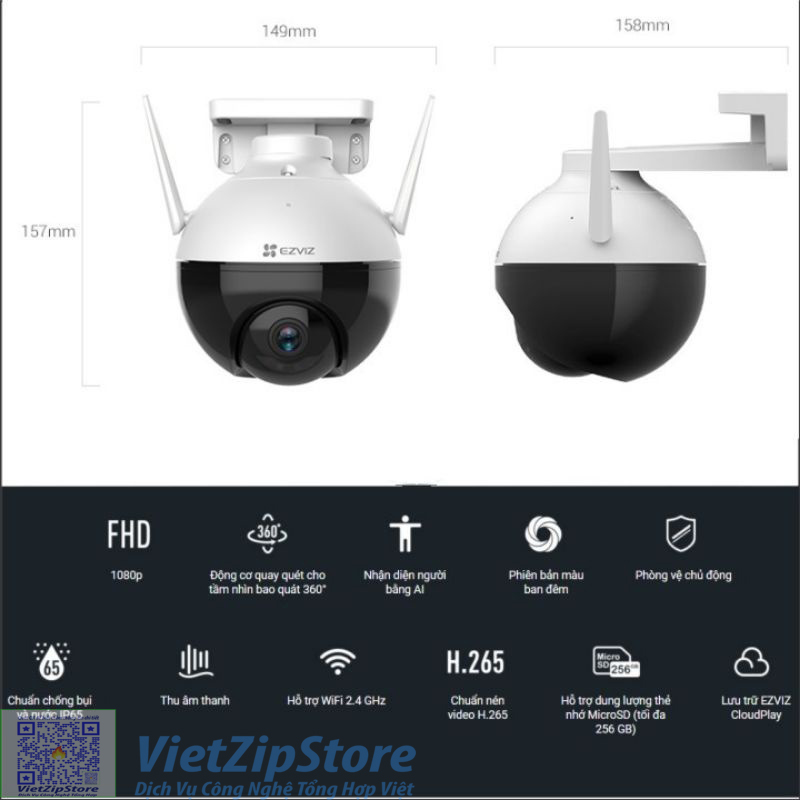 149mm
158mm
157mm
EZVIZ
FHD
1080p
360°
Động cơ quay quét cho
tầm nhìn bao quát 360°
Nhận diện người
bằng AI
Phiên bản màu
ban đêm
Phòng vệ chủ động
65
Chuẩn chống bụi
và nước IP65
Thu âm thanh
Hỗ trợ WiFi 2.4 GHz
H.265
Chuẩn nén
video H.265
Micro
SD 256 GB
Hỗ trợ dung lượng thẻ
nhớ MicroSD (tối đa
256 GB)
Lưu trữ EZVIZ
CloudPlay
VietZipStore
Dịch Vụ Công Nghệ Tổng Hợp Việt
VietZipStore